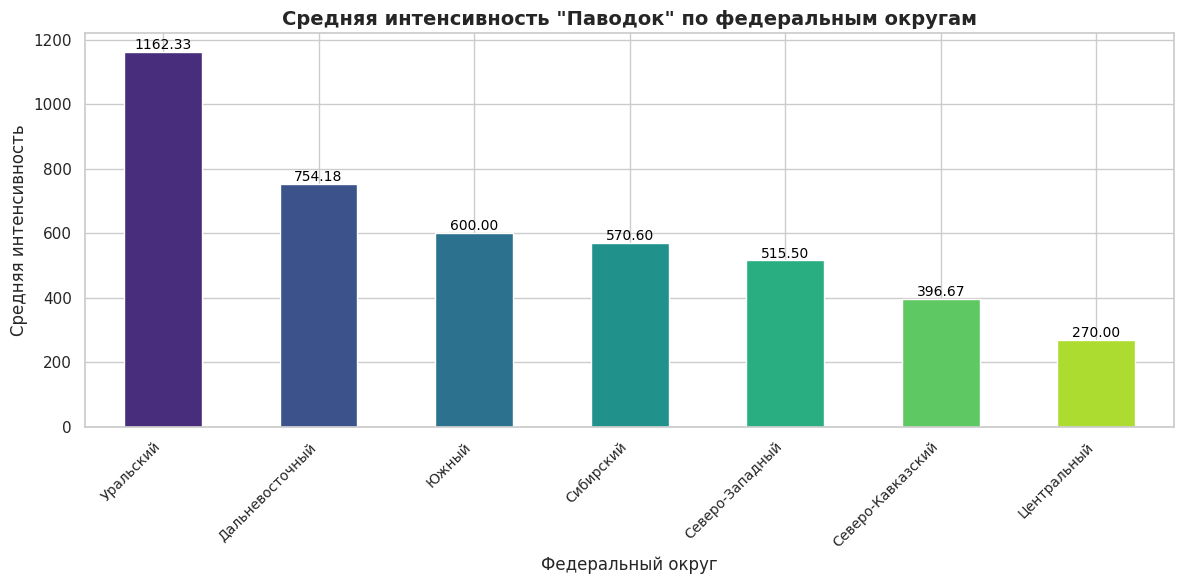 Средняя интенсивность "Паводок" по федеральным округам
Средняя интенсивность
1200
1000
800
600
400
200
0
1162.33
754.18
600.00
570.60
515.50
396.67
270.00
Уральский
Дальневосточный
Южный
Сибирский
Северо-Западный
Северо-Кавказский
Центральный
Федеральный округ